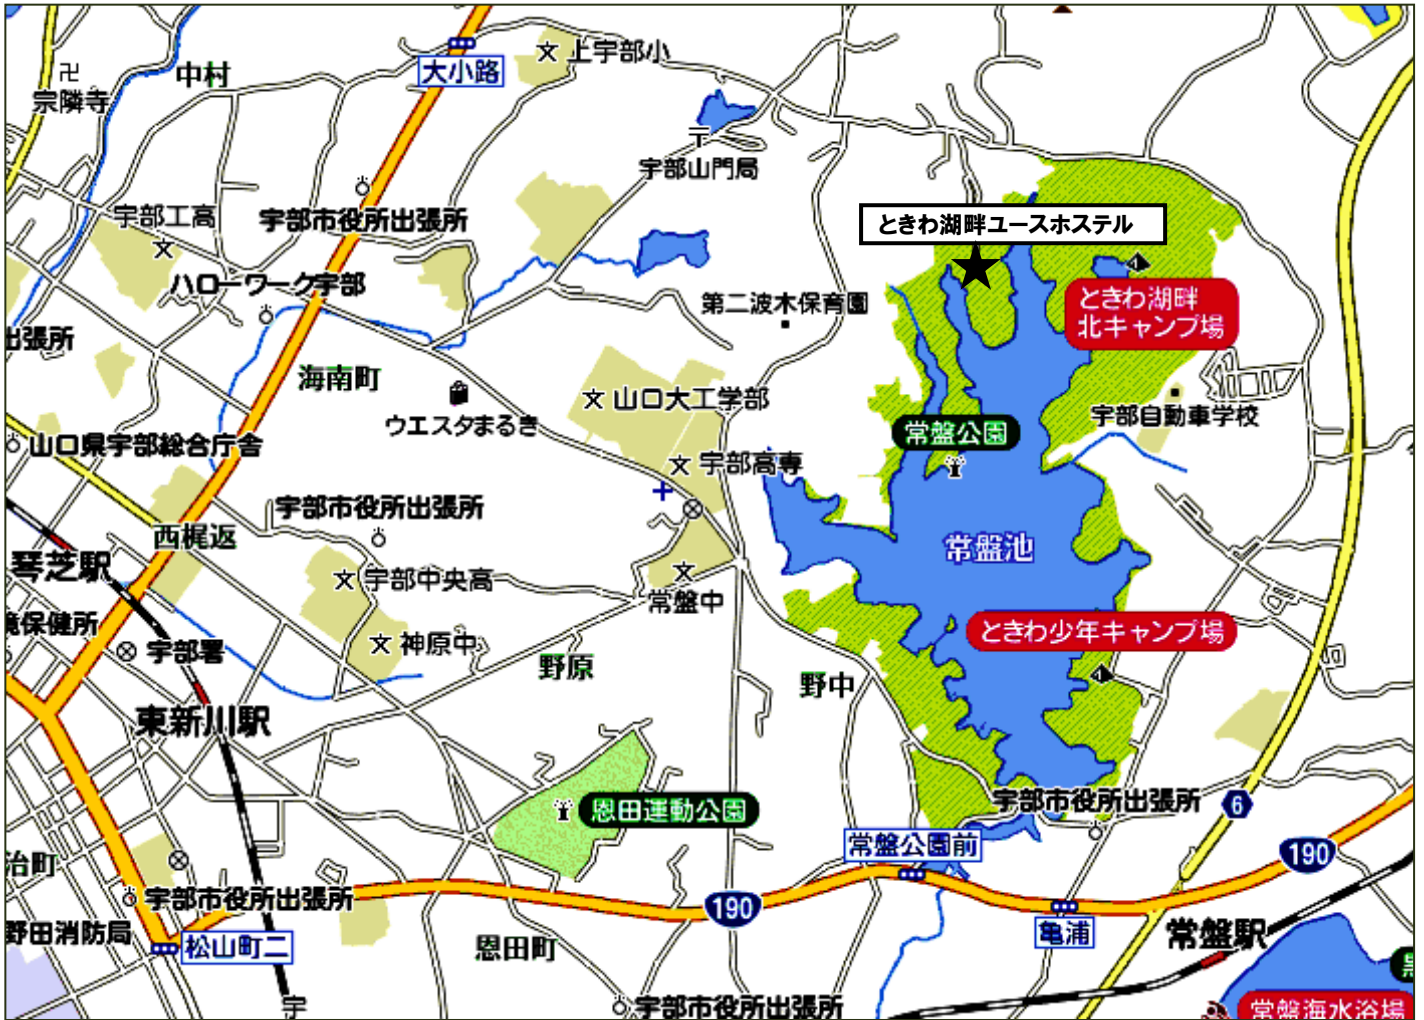 上宇部小
大小路
中村
宗隣寺
宇部山門局
宇部工高
宇部市役所出張所
ときわ湖畔ユースホステル
ハローワーク宇部
第二波木保育園
ときわ湖畔
北キャンプ場
出張所
海南町
山口大工学部
ウエスタまるき
宇部自動車学校
常盤公園
山口県宇部総合庁舎
宇部高専
宇部市役所出張所
西梶返
常盤池
琴芝駅
宇部中央高
常盤中
保健所
宇部署
神原中
野原
ときわ少年キャンプ場
野中
東新川駅
恩田運動公園
宇部市役所出張所
6
常盤公園前
190
治町
宇部市役所出張所
190
野田消防局
松山町二
恩田町
亀浦
常盤駅
宇
宇部市役所出張所
常盤海水浴場